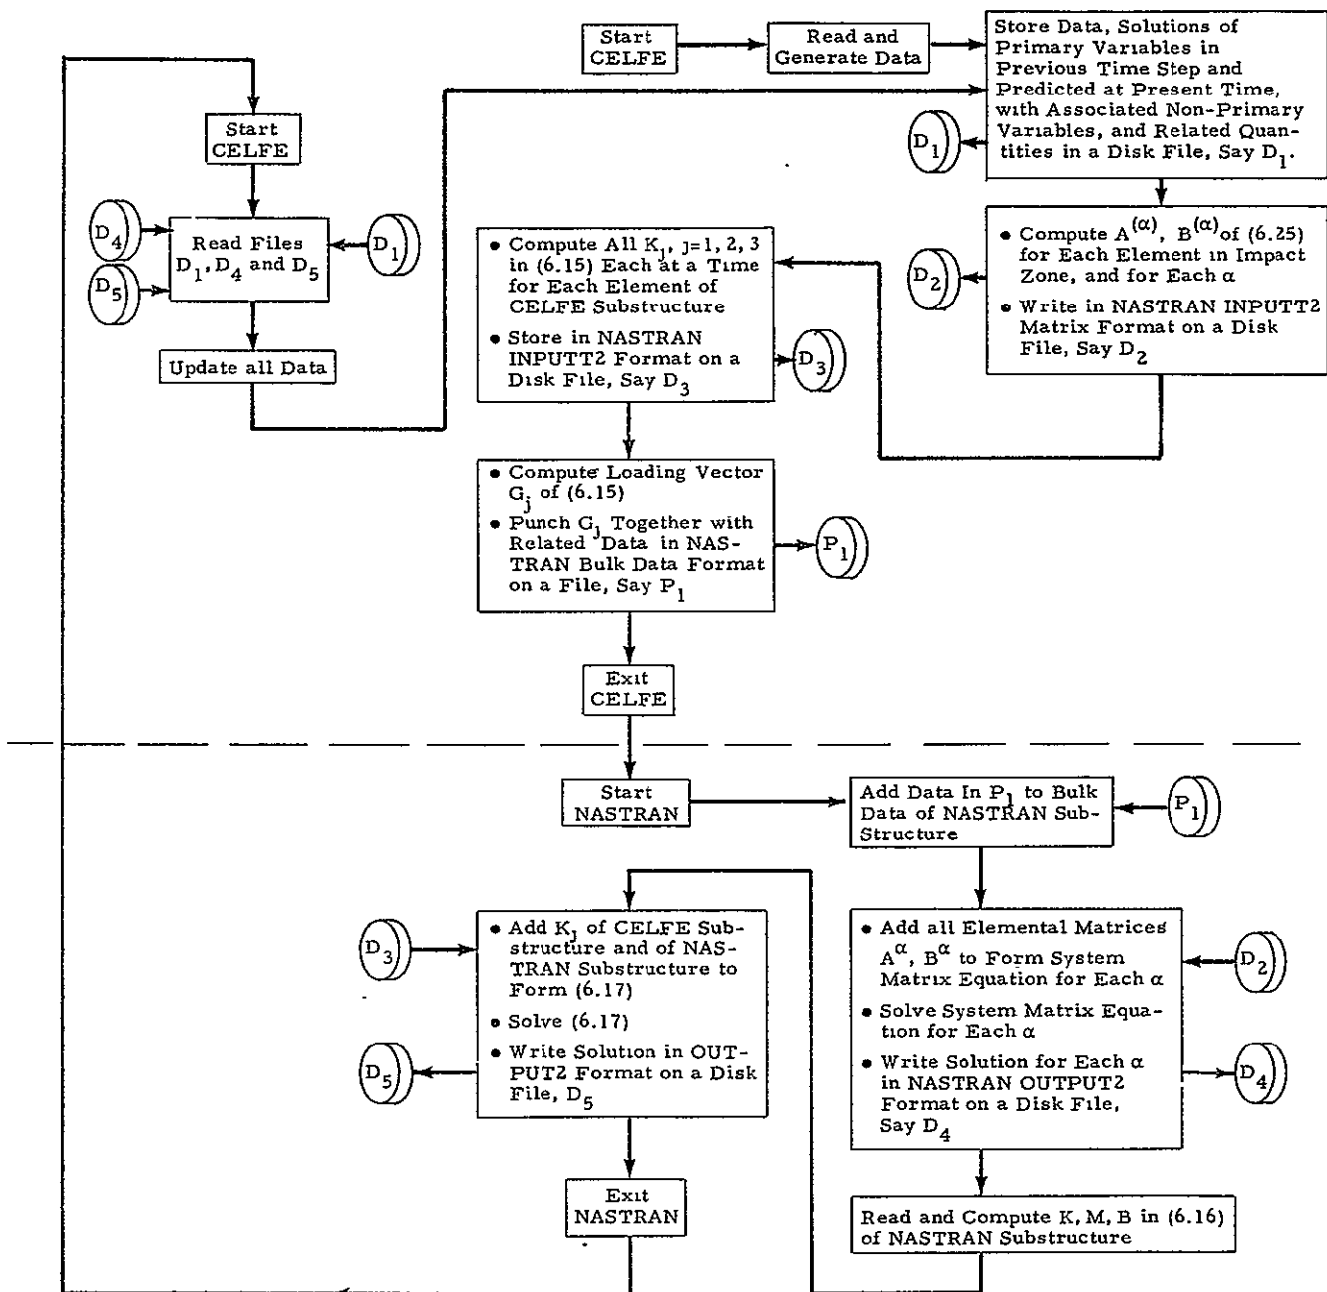 Start
CELFE
Read and
Generate Data
Store Data, Solutions of
Primary Variables in
Previous Time Step and
Predicted at Present Time,
with Associated Non-Primary
Variables, and Related Quan-
tities in a Disk File, Say D1.
D1
Start
CELFE
D4
D5
Read Files
D1, D4 and D5
D1
Update all Data
• Compute All Kj, j=1, 2, 3
in (6.15) Each at a Time
for Each Element of
CELFE Substructure
• Store in NASTRAN
INPUTT2 Format on a
Disk File, Say D3
D3
D2
• Compute A(α), B(α) of (6.25)
for Each Element in Impact
Zone, and for Each α
• Write in NASTRAN INPUTT2
Matrix Format on a Disk
File, Say D2
• Compute Loading Vector
Gj of (6.15)
• Punch Gj Together with
Related Data in NAS-
TRAN Bulk Data Format
on a File, Say P1
P1
Exit
CELFE
Start
NASTRAN
Add Data In P1 to Bulk
Data of NASTRAN Sub-
Structure
P1
D3
D5
• Add Kj of CELFE Sub-
structure and of NAS-
TRAN Substructure to
Form (6.17)
• Solve (6.17)
• Write Solution in OUT-
PUT2 Format on a Disk
File, D5
• Add all Elemental Matrices
Aα, Bα to Form System
Matrix Equation for Each α
• Solve System Matrix Equa-
tion for Each α
• Write Solution for Each α
in NASTRAN OUTPUT2
Format on a Disk File,
Say D4
D2
D4
Exit
NASTRAN
Read and Compute K, M, B in (6.16)
of NASTRAN Substructure